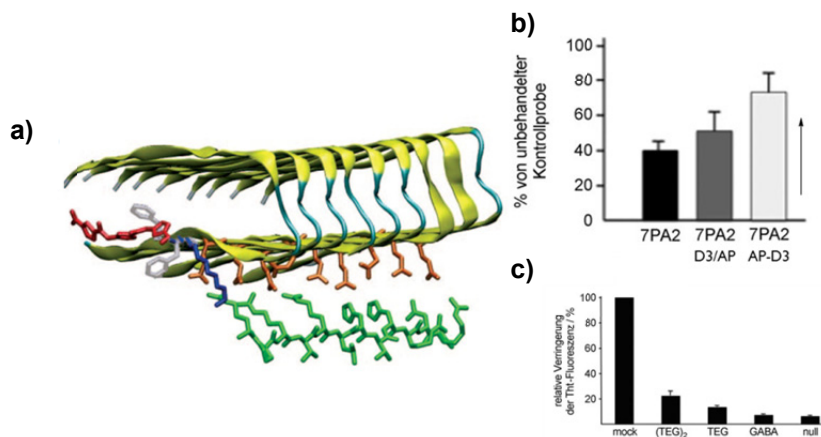 a)
b)
% von unbehandelter
Kontrollprobe
100
80
60
40
20
0
7PA2 7PA2 7PA2
D3/AP AP-D3
c)
relative Verringerung
der Tht-Fluoreszenz / %
100
80
60
40
20
mock (TEG)₂ TEG GABA null